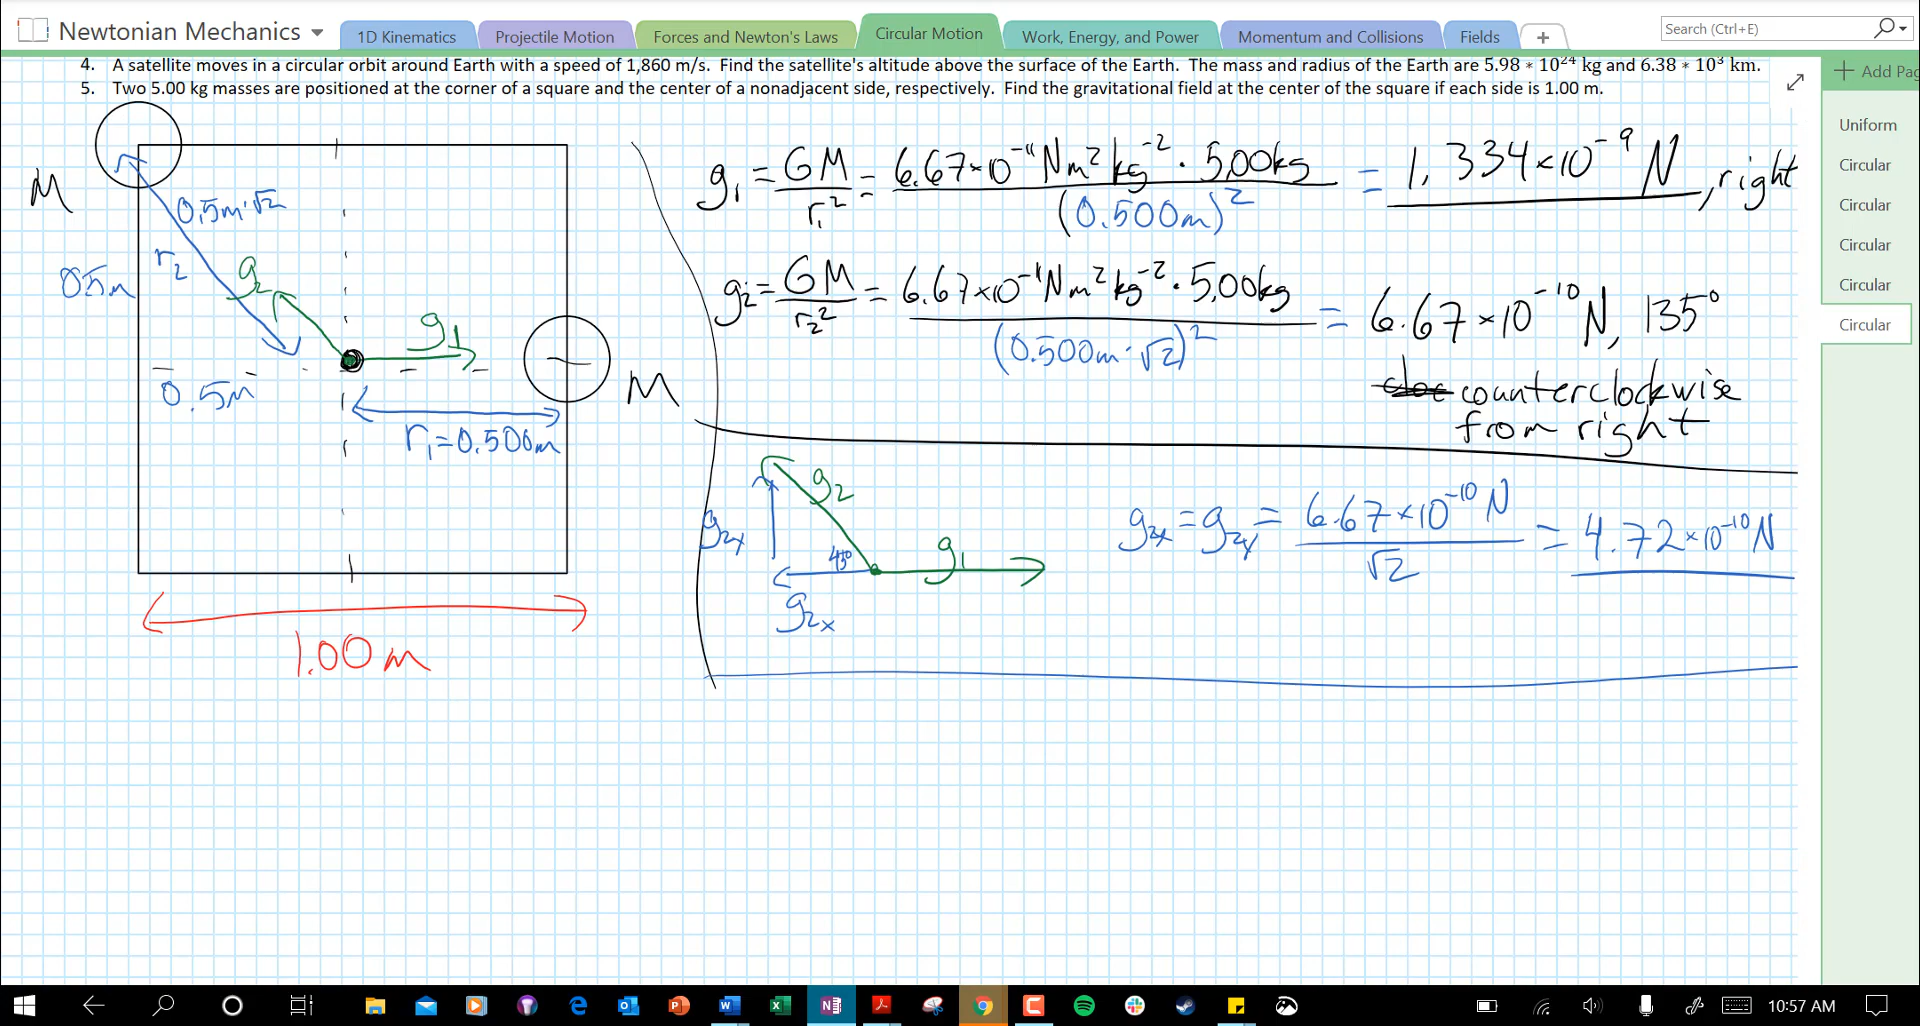 Newtonian Mechanics
1D Kinematics
Projectile Motion
Forces and Newton's Laws
Circular Motion
Work, Energy, and Power
Momentum and Collisions
Fields
Search (Ctrl+E)
4. A satellite moves in a circular orbit around Earth with a speed of 1,860 m/s. Find the satellite's altitude above the surface of the Earth. The mass and radius of the Earth are 5.98 * 10²⁴ kg and 6.38 * 10³ km.
5. Two 5.00 kg masses are positioned at the corner of a square and the center of a nonadjacent side, respectively. Find the gravitational field at the center of the square if each side is 1.00 m.
Add Pag
Uniform
Circular
Circular
Circular
Circular
Circular
M
0.5m·√2
r₂
0.5m
g₂
g₁
0.5m
M
r₁=0.500m
1.00 m
g₁ = GM/r₁² = 6.67×10⁻¹¹Nm²kg⁻²·5.00kg/(0.500m)² = 1.334×10⁻⁹ N, right
g₂ = GM/r₂² = 6.67×10⁻¹¹Nm²kg⁻²·5.00kg/(0.500m·√2)² = 6.67×10⁻¹⁰ N, 135°
counterclockwise
from right
g₂
g₂y
45°
g₁
g₂x
g₂x = g₂y = 6.67×10⁻¹⁰ N/√2 = 4.72×10⁻¹⁰ N
10:57 AM